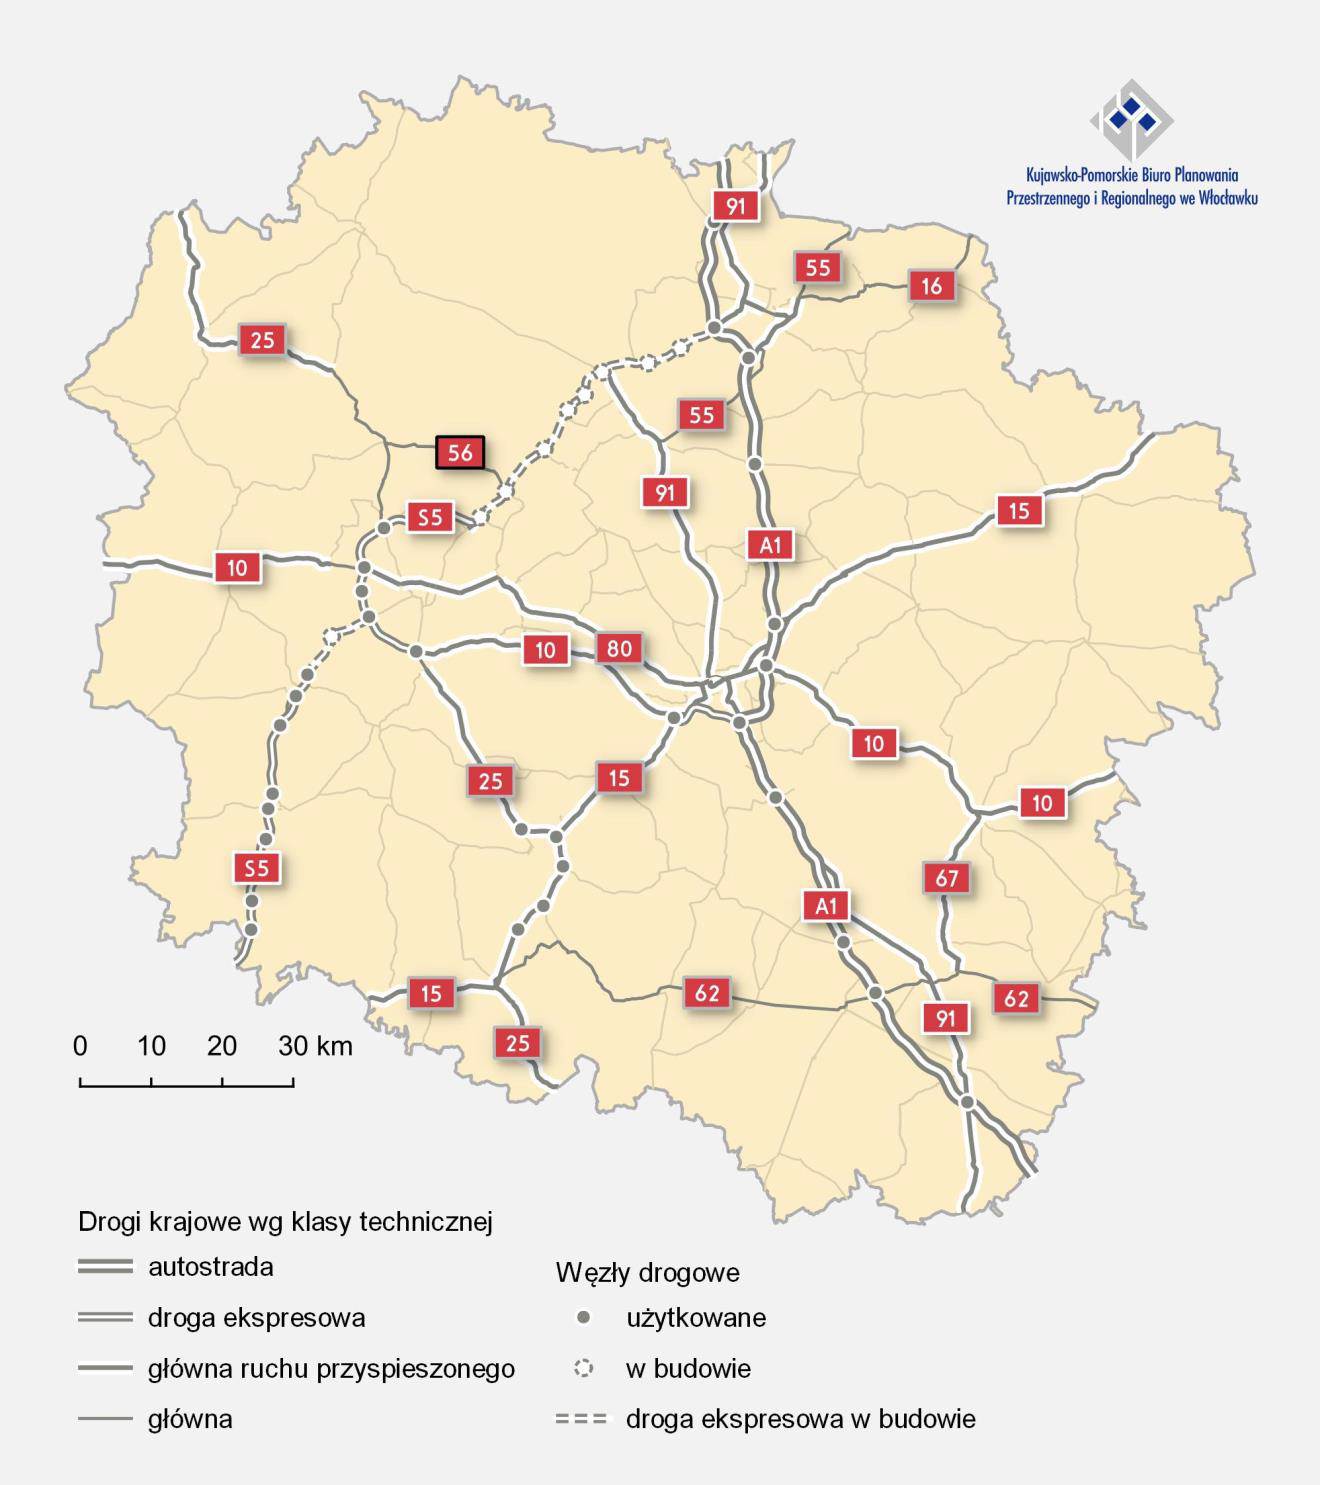 Kujawsko-Pomorskie Biuro Planowania
Przestrzennego i Regionalnego we Włocławku
91
55
16
25
55
56
91
15
S5
A1
10
10
80
10
25
15
10
S5
67
A1
15
62
62
91
25
0 10 20 30 km
Drogi krajowe wg klasy technicznej
autostrada
droga ekspresowa
główna ruchu przyspieszonego
główna
Węzły drogowe
użytkowane
w budowie
droga ekspresowa w budowie